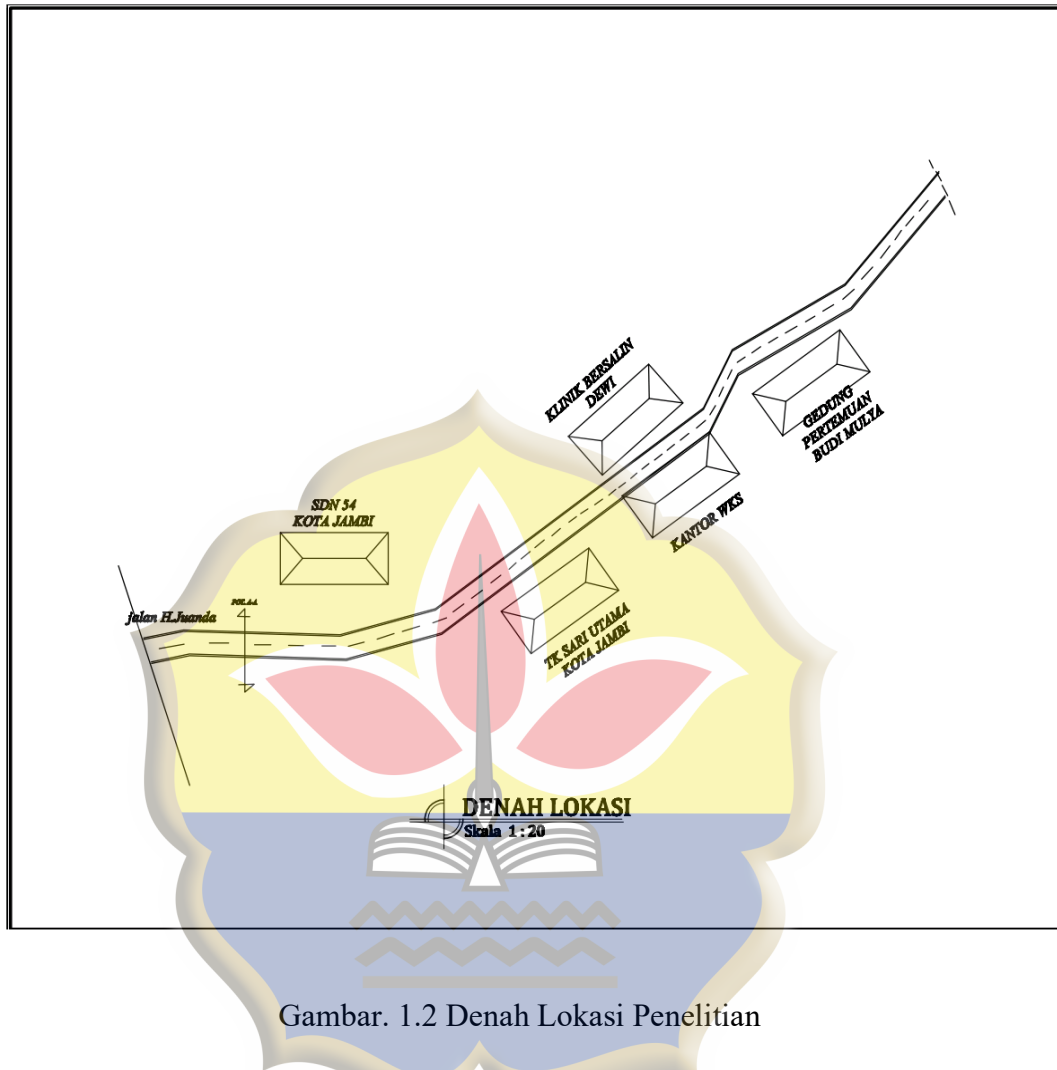 KLINIK BERSALIN
DEWI
GEDUNG
PERTEMUAN
BUDI MULYA
KANTOR WKS
SDN 54
KOTA JAMBI
POT. A-A
jalan H.Juanda
TK SARI UTAMA
KOTA JAMBI
DENAH LOKASI
Skala 1 : 20
Gambar. 1.2 Denah Lokasi Penelitian